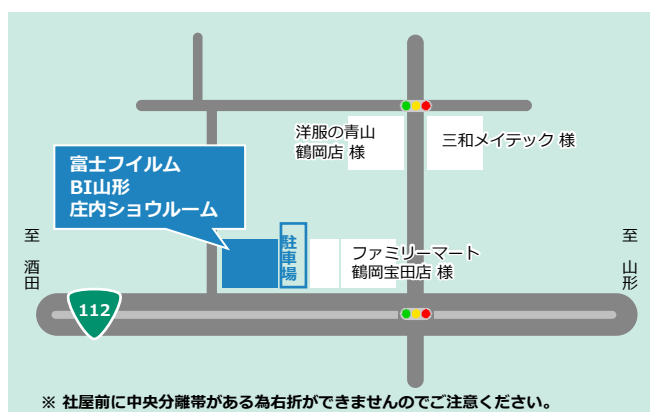 洋服の青山
鶴岡店 様
三和メイテック 様
富士フイルム
BI山形
庄内ショウルーム
至 酒田
駐車場
ファミリーマート
鶴岡宝田店 様
至 山形
112
※ 社屋前に中央分離帯がある為右折ができませんのでご注意ください。